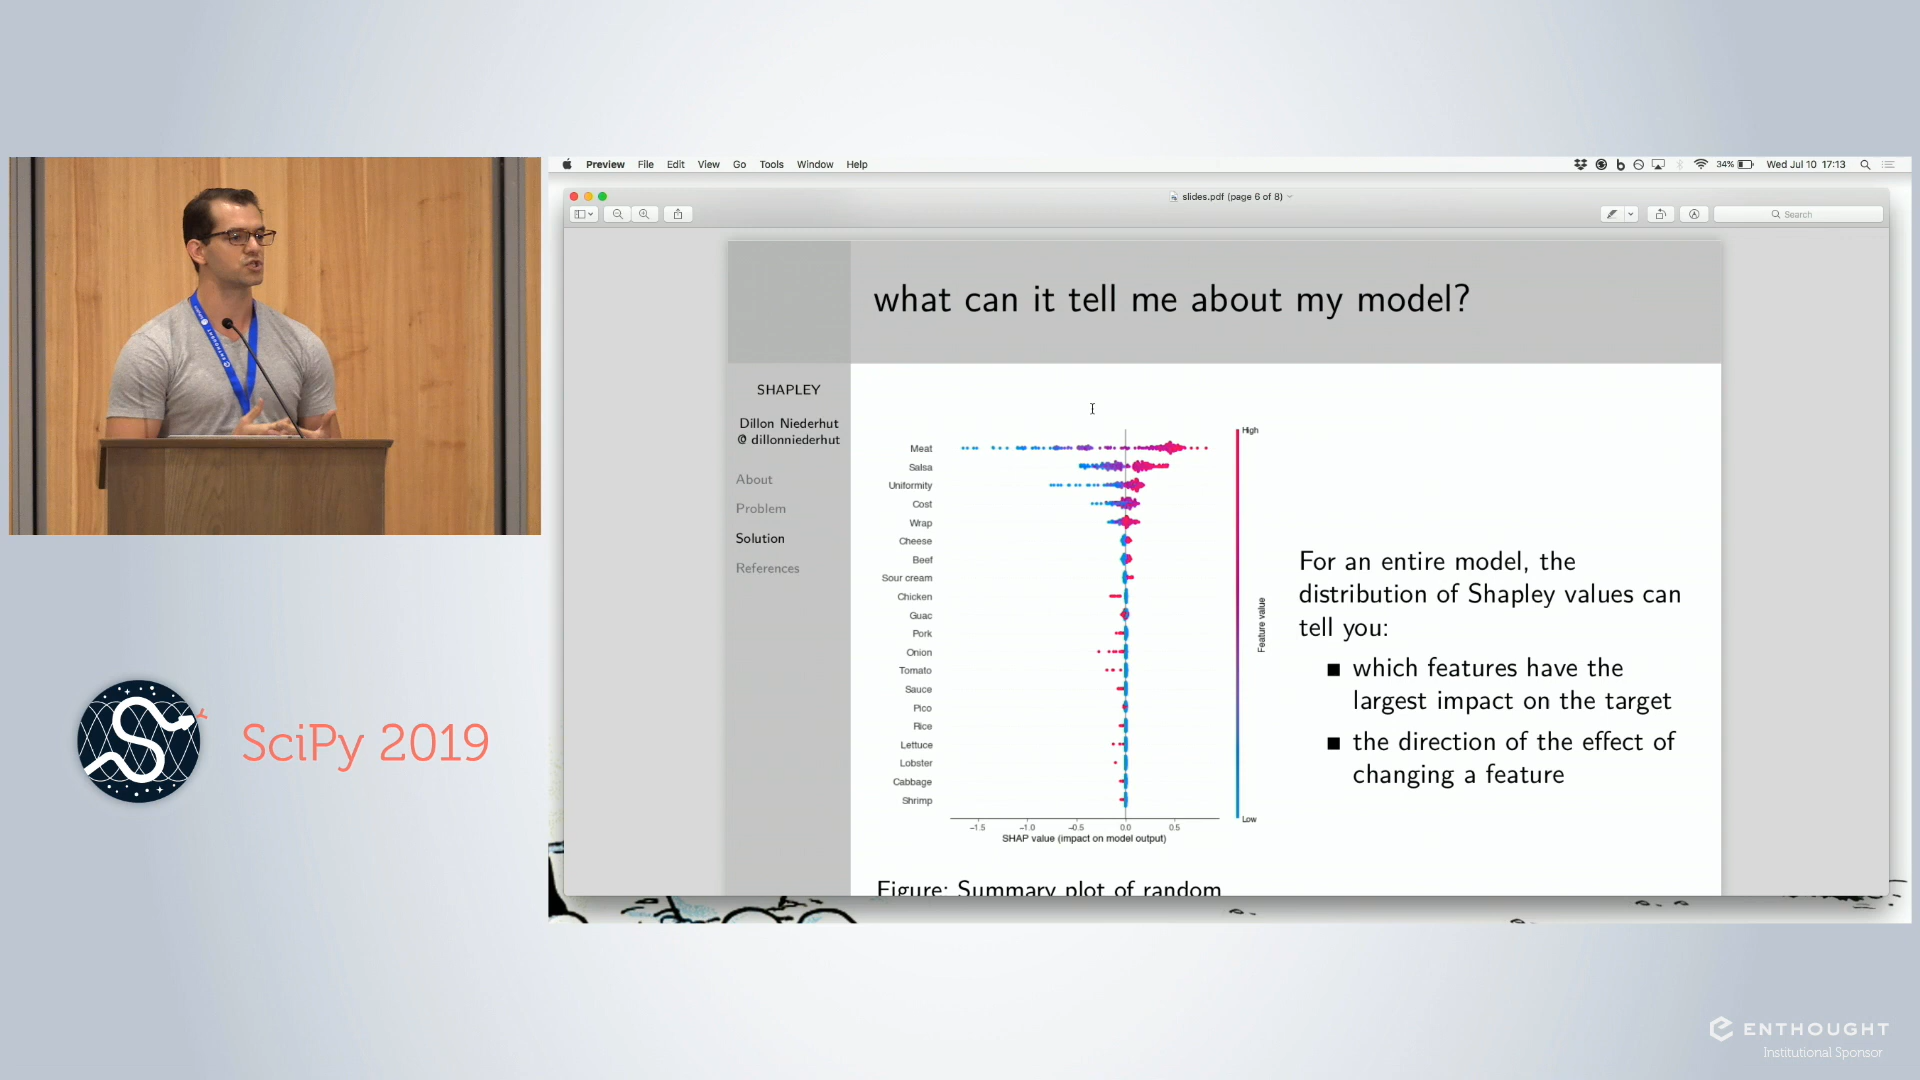 Preview File Edit View Go Tools Window Help
34% Wed Jul 10 17:13
slides.pdf (page 6 of 8)
Search
what can it tell me about my model?
SHAPLEY
Dillon Niederhut
@ dillonniederhut
About
Problem
Solution
References
Meat
Salsa
Uniformity
Cost
Wrap
Cheese
Beef
Sour cream
Chicken
Guac
Pork
Onion
Tomato
Sauce
Pico
Rice
Lettuce
Lobster
Cabbage
Shrimp
−1.5 −1.0 −0.5 0.0 0.5
SHAP value (impact on model output)
High
Feature value
Low
For an entire model, the
distribution of Shapley values can
tell you:
which features have the
largest impact on the target
the direction of the effect of
changing a feature
Figure: Summary plot of random
SciPy 2019
ENTHOUGHT
Institutional Sponsor